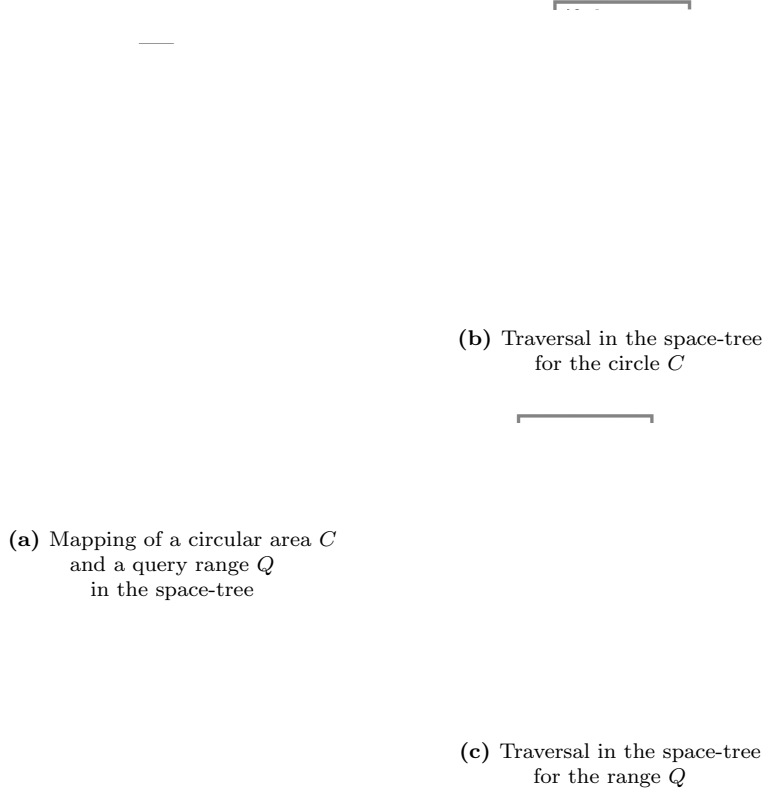 (b) Traversal in the space-tree
for the circle C
(a) Mapping of a circular area C
and a query range Q
in the space-tree
(c) Traversal in the space-tree
for the range Q